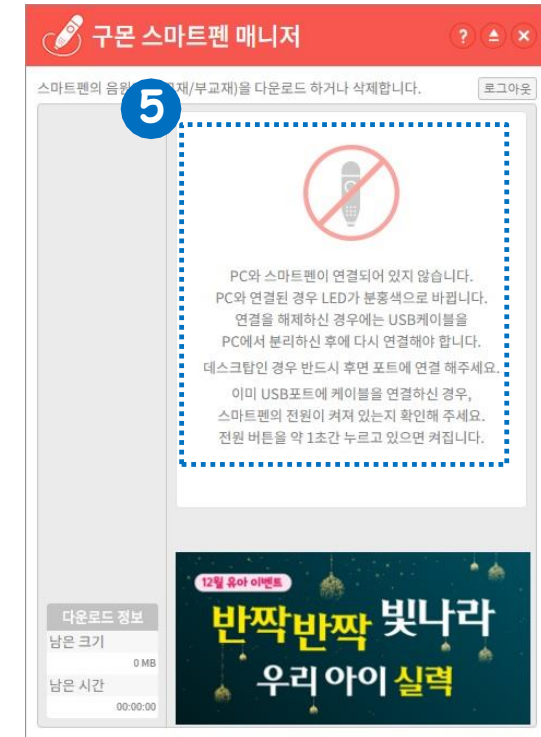 구몬 스마트펜 매니저
?
스마트펜의 음원 재/부교재)을 다운로드 하거나 삭제합니다.
로그아웃
5
PC와 스마트펜이 연결되어 있지 않습니다.
PC와 연결된 경우 LED가 분홍색으로 바뀝니다.
연결을 해제하신 경우에는 USB케이블을
PC에서 분리하신 후에 다시 연결해야 합니다.
데스크탑인 경우 반드시 후면 포트에 연결 해주세요.
이미 USB포트에 케이블을 연결하신 경우,
스마트펜의 전원이 켜져 있는지 확인해 주세요.
전원 버튼을 약 1초간 누르고 있으면 켜집니다.
12월 유아 이벤트
반짝반짝 빛나라
우리 아이 실력
다운로드 정보
남은 크기
0 MB
남은 시간
00:00:00